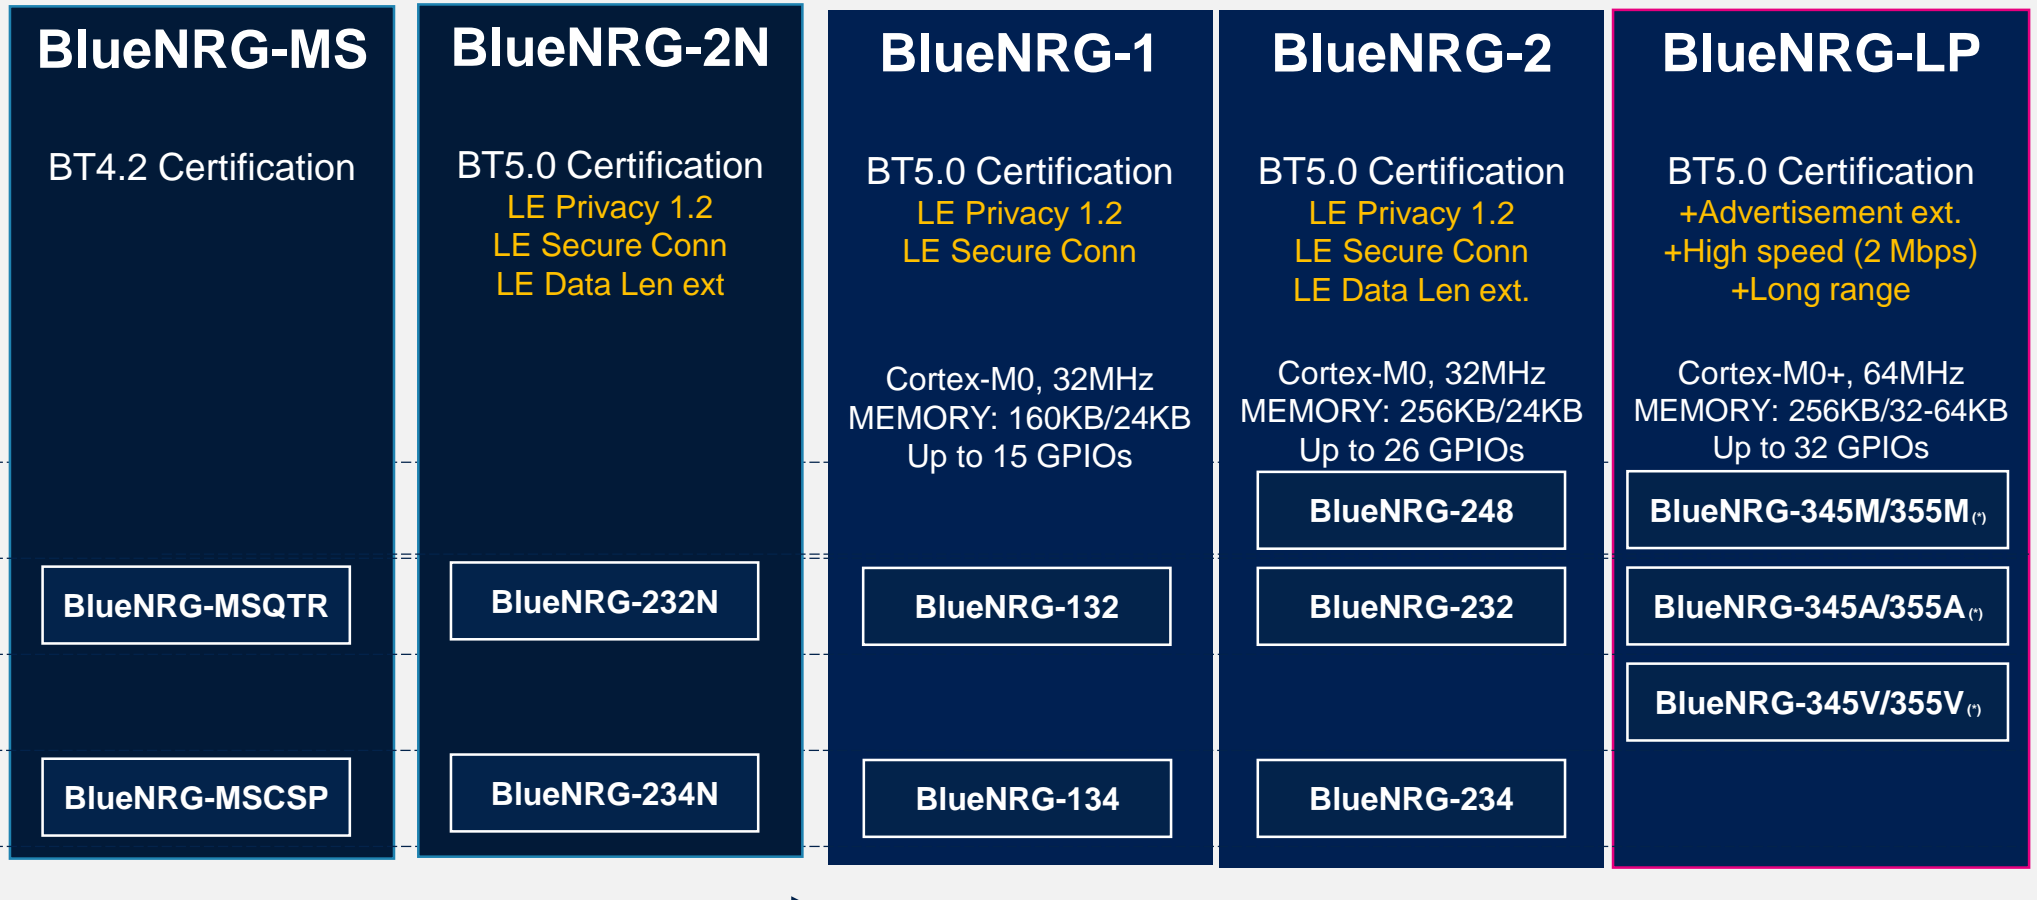 BlueNRG-MS
BT4.2 Certification
BlueNRG-MSQTR
BlueNRG-MSCSP
BlueNRG-2N
BT5.0 Certification
LE Privacy 1.2
LE Secure Conn
LE Data Len ext
BlueNRG-232N
BlueNRG-234N
BlueNRG-1
BT5.0 Certification
LE Privacy 1.2
LE Secure Conn
Cortex-M0, 32MHz
MEMORY: 160KB/24KB
Up to 15 GPIOs
BlueNRG-132
BlueNRG-134
BlueNRG-2
BT5.0 Certification
LE Privacy 1.2
LE Secure Conn
LE Data Len ext.
Cortex-M0, 32MHz
MEMORY: 256KB/24KB
Up to 26 GPIOs
BlueNRG-248
BlueNRG-232
BlueNRG-234
BlueNRG-LP
BT5.0 Certification
+Advertisement ext.
+High speed (2 Mbps)
+Long range
Cortex-M0+, 64MHz
MEMORY: 256KB/32-64KB
Up to 32 GPIOs
BlueNRG-345M/355M(*)
BlueNRG-345A/355A(*)
BlueNRG-345V/355V(*)